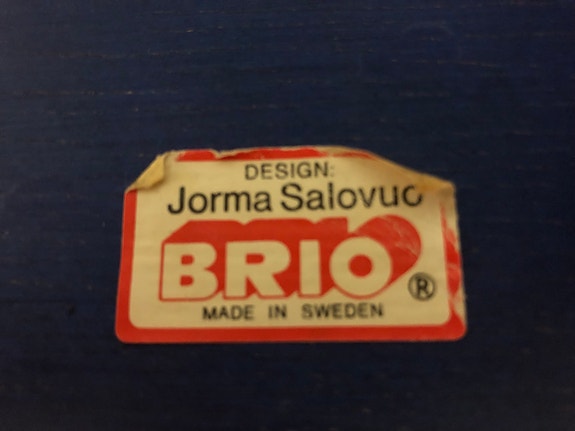 DESIGN:
Jorma Salovuo
BRIO ®
MADE IN SWEDEN